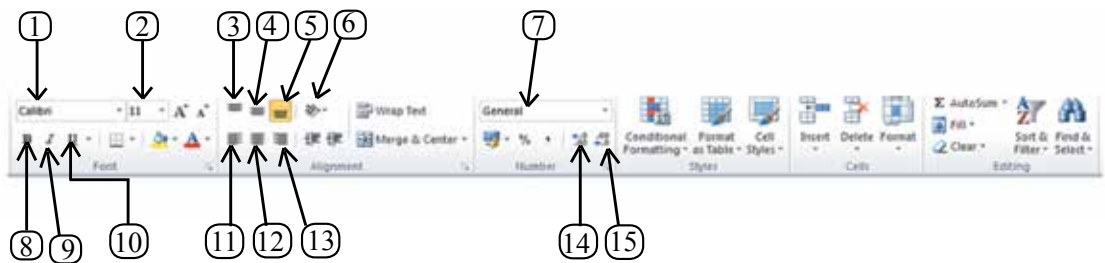 1 2 3 4 5 6 7
Calibri 11 A A Wrap Text General Σ AutoSum
B I U A Merge & Center % , Conditional Formatting Format as Table Cell Styles Insert Delete Format Fill Clear Sort & Filter Find & Select
Font Alignment Number Styles Cells Editing
8 9 10 11 12 13 14 15